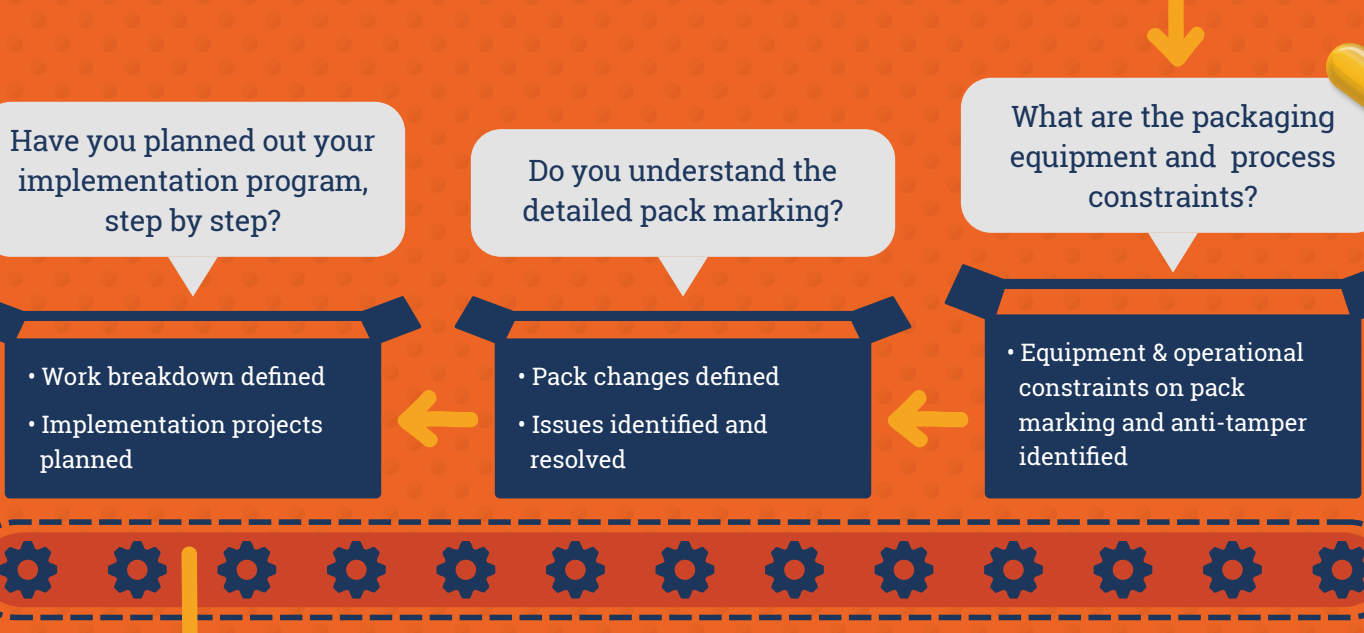 Have you planned out your
implementation program,
step by step?
• Work breakdown defined
• Implementation projects
planned
Do you understand the
detailed pack marking?
• Pack changes defined
• Issues identified and
resolved
What are the packaging
equipment and process
constraints?
• Equipment & operational
constraints on pack
marking and anti-tamper
identified